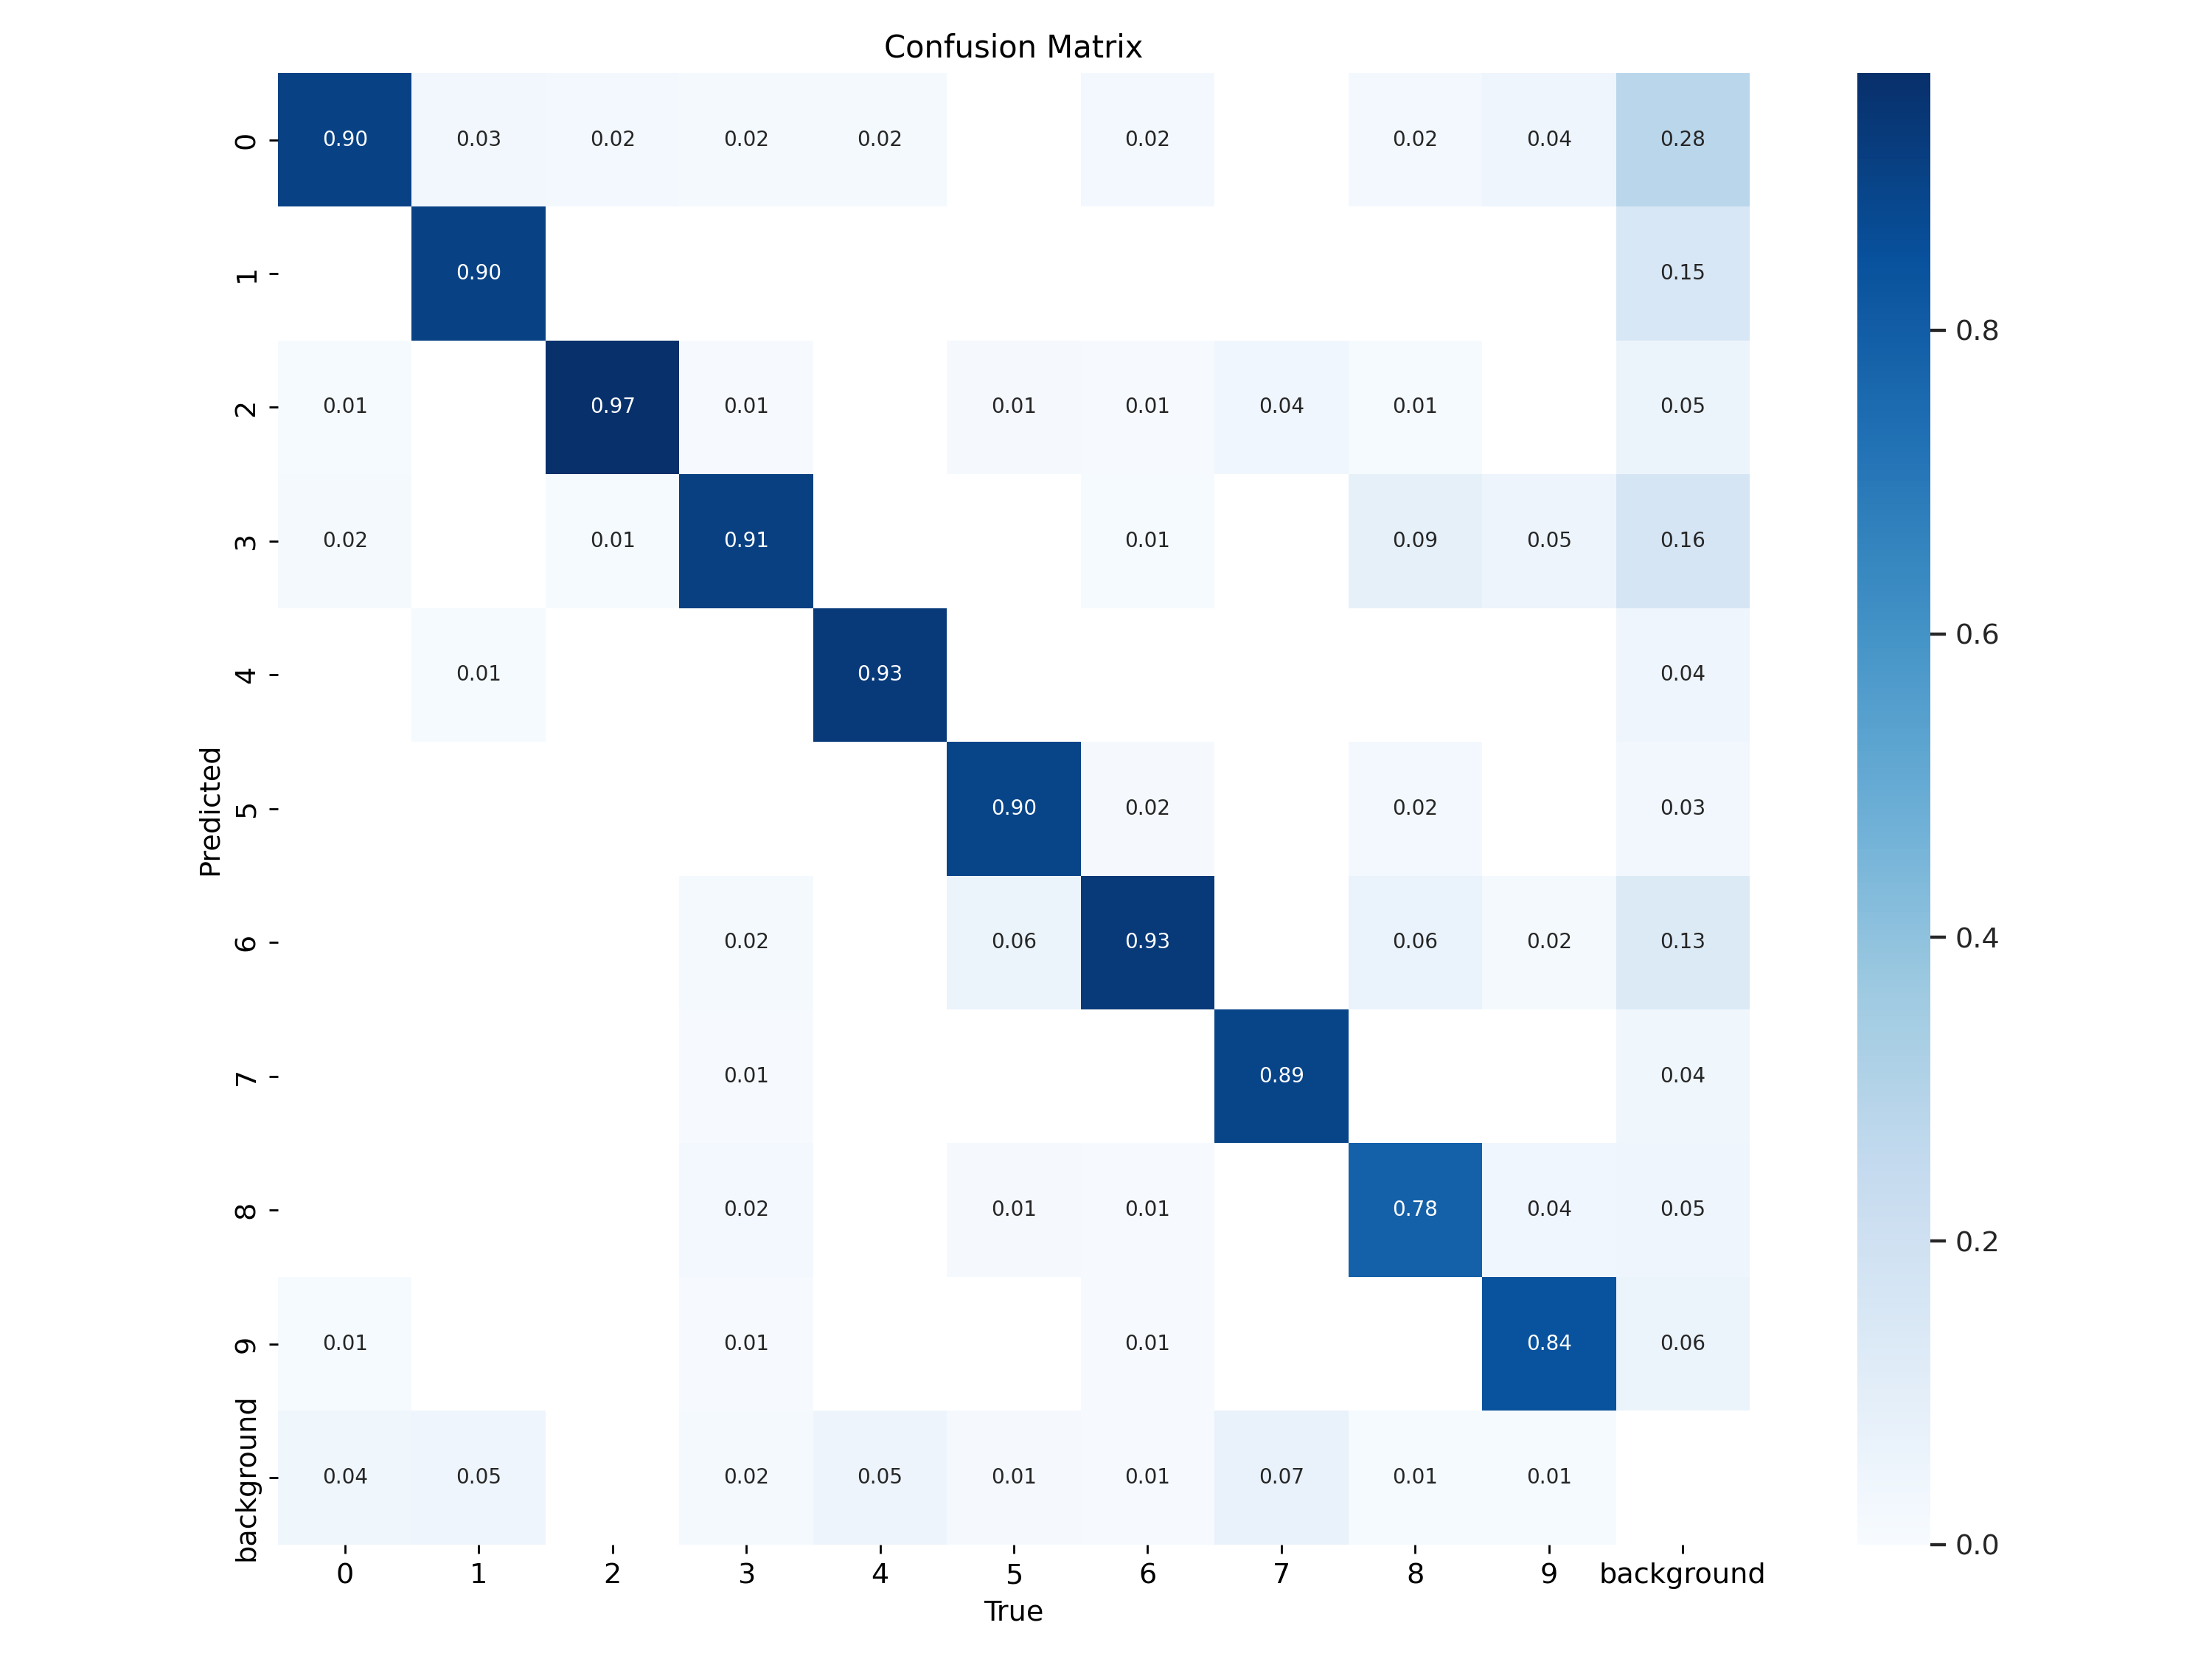 Confusion Matrix
0 0.90 0.03 0.02 0.02 0.02 0.02 0.02 0.04 0.28
1 0.90 0.15
0.8
2 0.01 0.97 0.01 0.01 0.01 0.04 0.01 0.05
3 0.02 0.01 0.91 0.01 0.09 0.05 0.16
0.6
4 0.01 0.93 0.04
Predicted
5 0.90 0.02 0.02 0.03
6 0.02 0.06 0.93 0.06 0.02 0.13
0.4
7 0.01 0.89 0.04
8 0.02 0.01 0.01 0.78 0.04 0.05
0.2
9 0.01 0.01 0.01 0.84 0.06
background 0.04 0.05 0.02 0.05 0.01 0.01 0.07 0.01 0.01
0.0
0 1 2 3 4 5 6 7 8 9 background
True